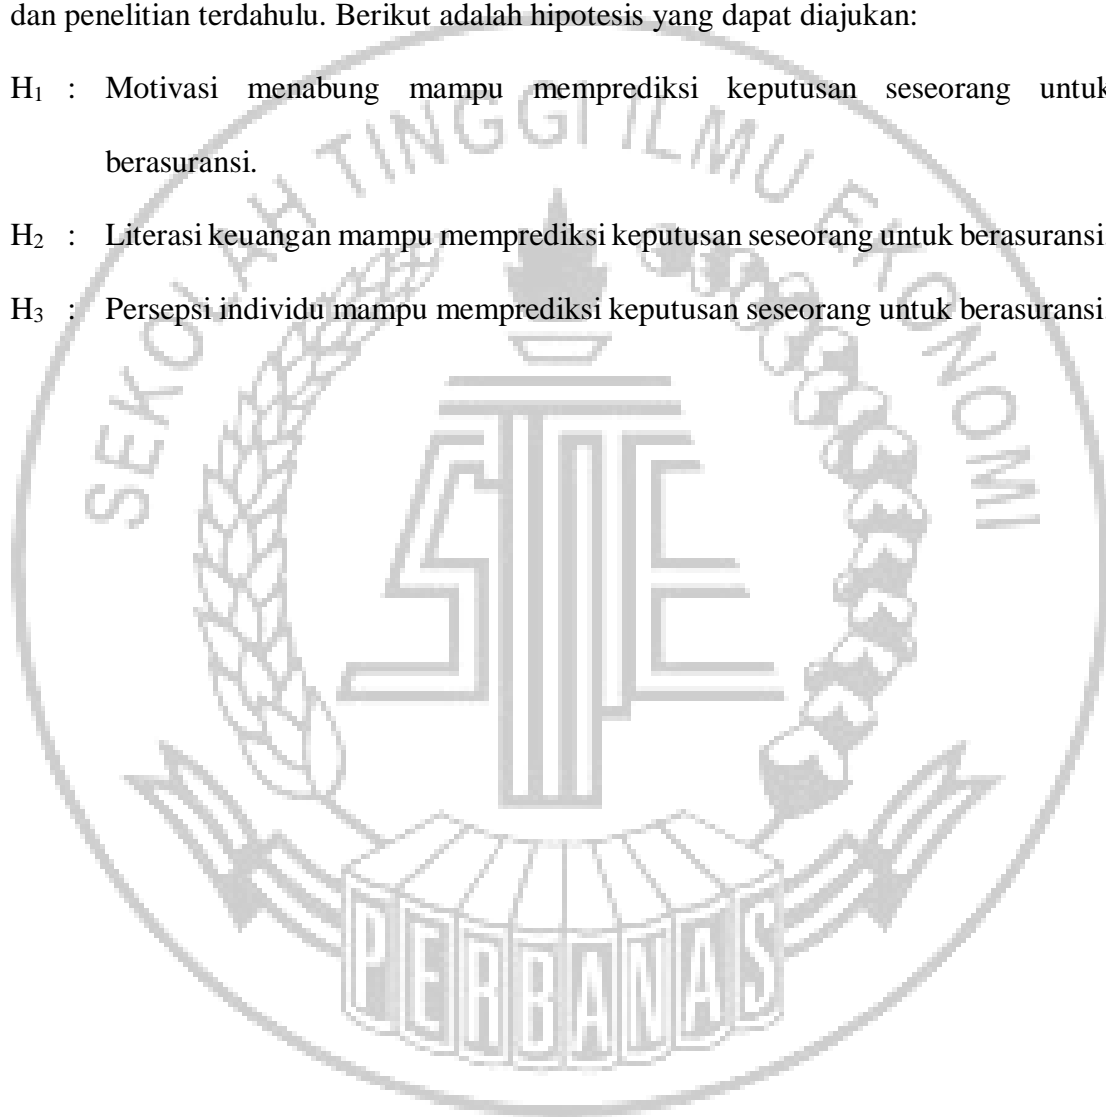 dan penelitian terdahulu. Berikut adalah hipotesis yang dapat diajukan:
H₁ : Motivasi menabung mampu memprediksi keputusan seseorang untuk
berasuransi.
H₂ : Literasi keuangan mampu memprediksi keputusan seseorang untuk berasuransi
H₃ : Persepsi individu mampu memprediksi keputusan seseorang untuk berasuransi
SEKOLAH TINGGI ILMU EKONOMI
STIE
PERBANAS